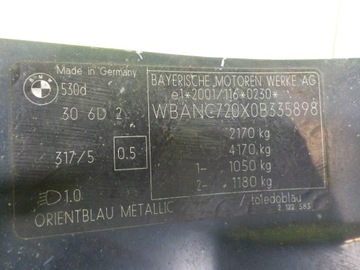 Made in Germany
530d
30 6D 2
317/5 0.5
1.0
ORIENTBLAU METALLIC
BAYERISCHE MOTOREN WERKE AG
e1*2001/116*0230*
WBANC720X0B335898
2170 kg
4170 kg
1- 1050 kg
2- 1180 kg
/ toledoblau